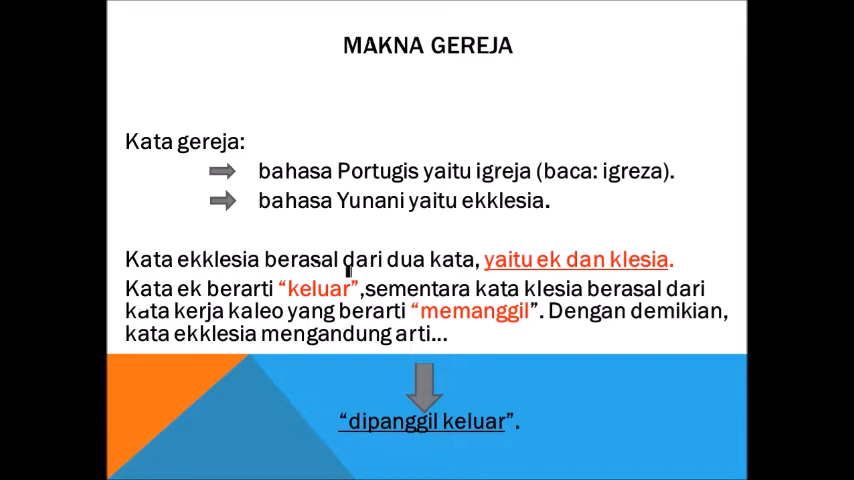 MAKNA GEREJA
Kata gereja:
bahasa Portugis yaitu igreja (baca: igreza).
bahasa Yunani yaitu ekklesia.
Kata ekklesia berasal dari dua kata, yaitu ek dan klesia.
Kata ek berarti “keluar”,sementara kata klesia berasal dari
kata kerja kaleo yang berarti “memanggil”. Dengan demikian,
kata ekklesia mengandung arti...
“dipanggil keluar”.